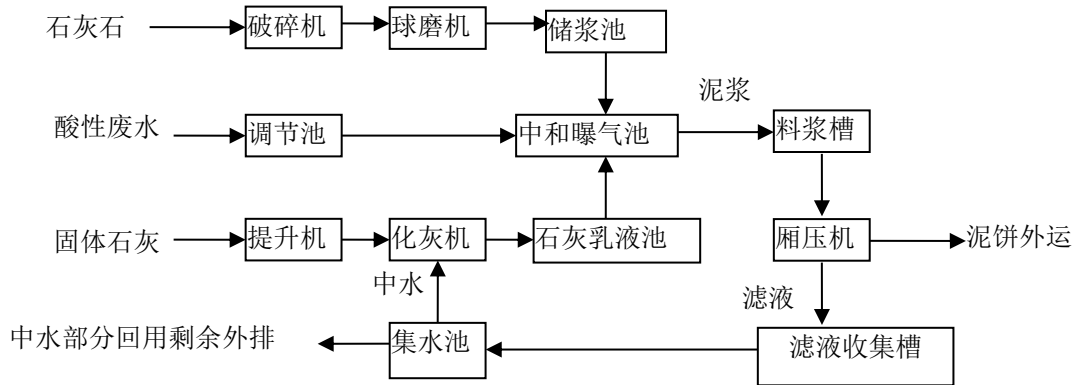 石灰石
破碎机
球磨机
储浆池
泥浆
酸性废水
调节池
中和曝气池
料浆槽
固体石灰
提升机
化灰机
石灰乳液池
厢压机
泥饼外运
中水
滤液
中水部分回用剩余外排
集水池
滤液收集槽